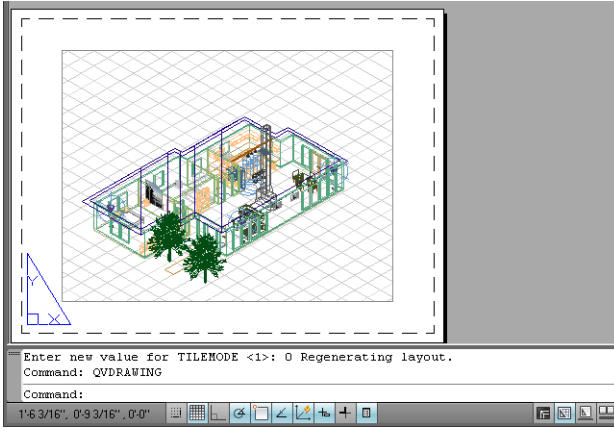 Y
X
Enter new value for TILEMODE <1>: 0 Regenerating layout.
Command: QVDRAWING
Command:
1'-6 3/16", 0'-9 3/16" , 0'-0"